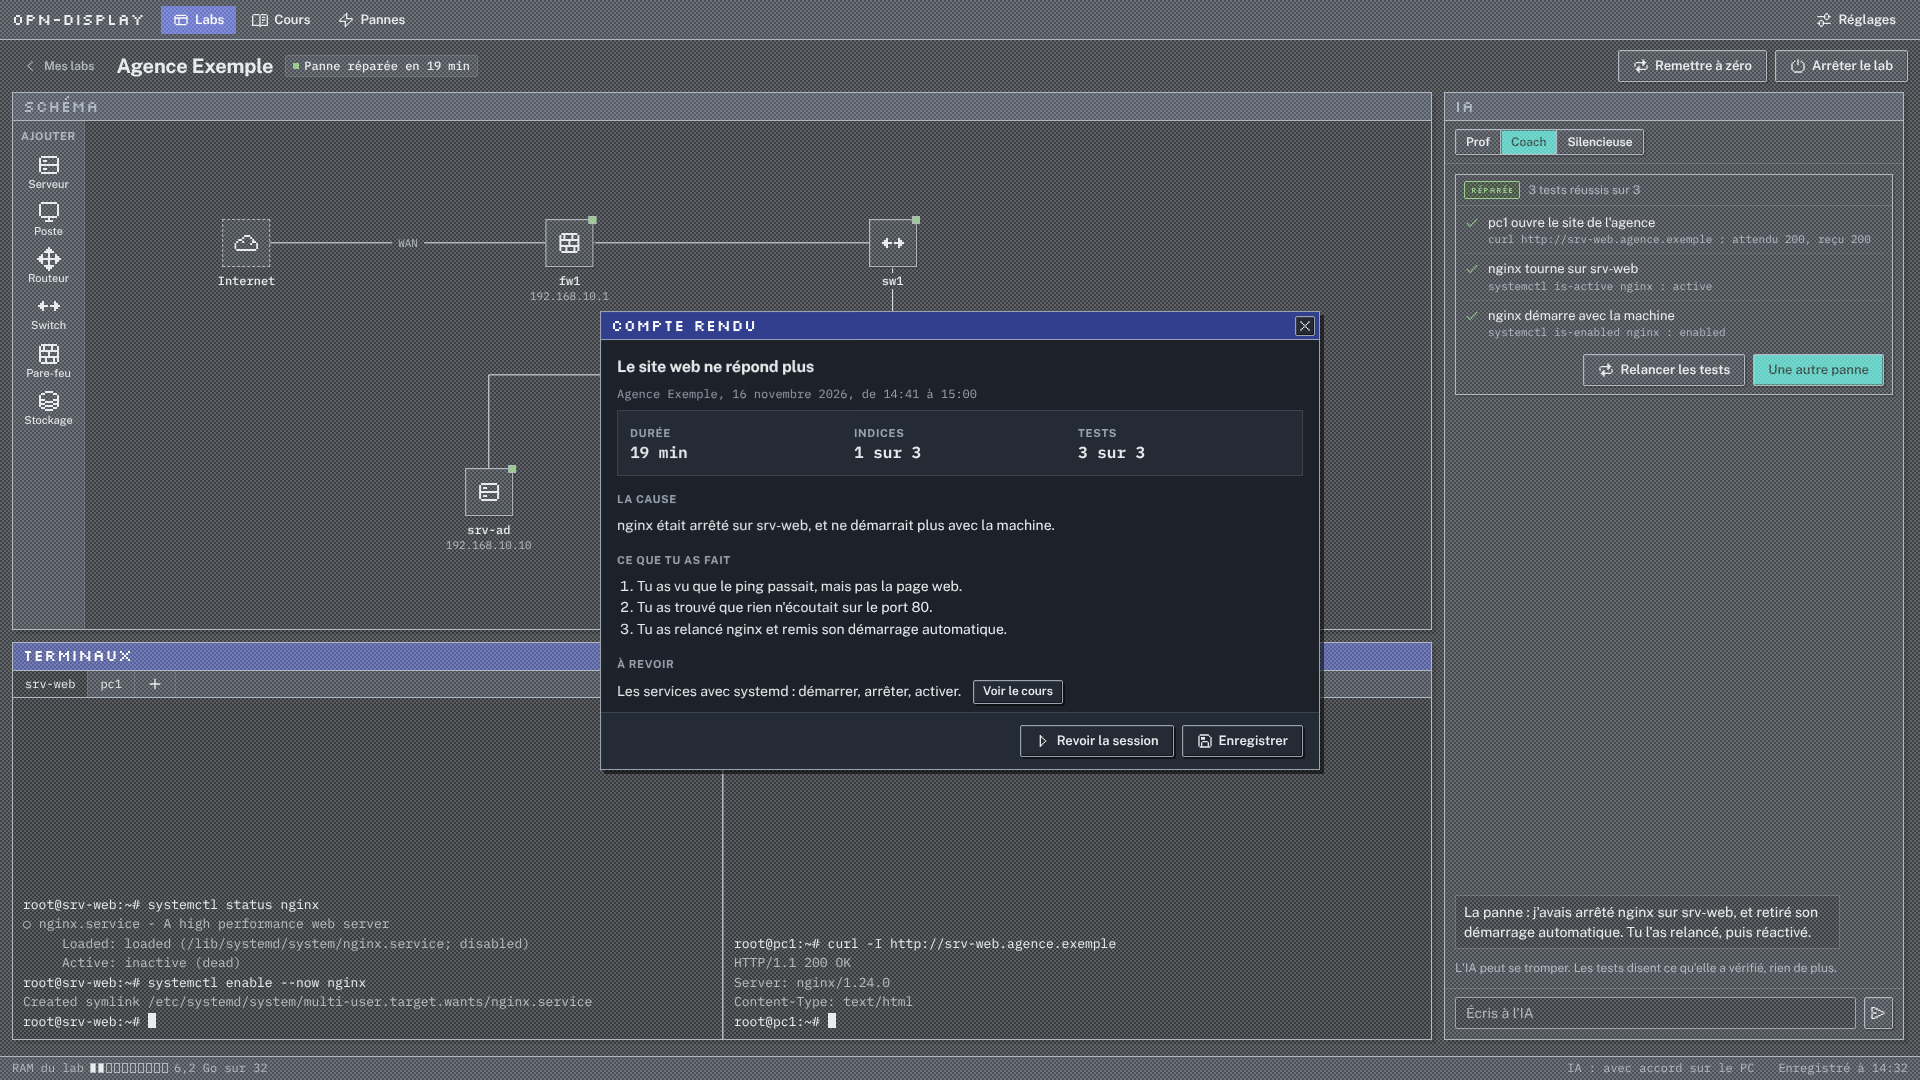 OPN-DISPLAY
Labs
Cours
Pannes
Réglages
Mes labs
Agence Exemple
Panne réparée en 19 min
Remettre à zéro
Arrêter le lab
SCHÉMA
AJOUTER
Serveur
Poste
Routeur
Switch
Pare-feu
Stockage
Internet
WAN
fw1
192.168.10.1
sw1
srv-ad
192.168.10.10
IA
Prof
Coach
Silencieuse
RÉPARÉE
3 tests réussis sur 3
pc1 ouvre le site de l'agence
curl http://srv-web.agence.exemple : attendu 200, reçu 200
nginx tourne sur srv-web
systemctl is-active nginx : active
nginx démarre avec la machine
systemctl is-enabled nginx : enabled
Relancer les tests
Une autre panne
COMPTE RENDU
Le site web ne répond plus
Agence Exemple, 16 novembre 2026, de 14:41 à 15:00
DURÉE
19 min
INDICES
1 sur 3
TESTS
3 sur 3
LA CAUSE
nginx était arrêté sur srv-web, et ne démarrait plus avec la machine.
CE QUE TU AS FAIT
1. Tu as vu que le ping passait, mais pas la page web.
2. Tu as trouvé que rien n'écoutait sur le port 80.
3. Tu as relancé nginx et remis son démarrage automatique.
À REVOIR
Les services avec systemd : démarrer, arrêter, activer.
Voir le cours
Revoir la session
Enregistrer
TERMINAUX
srv-web
pc1
root@srv-web:~# systemctl status nginx
○ nginx.service - A high performance web server
Loaded: loaded (/lib/systemd/system/nginx.service; disabled)
Active: inactive (dead)
root@srv-web:~# systemctl enable --now nginx
Created symlink /etc/systemd/system/multi-user.target.wants/nginx.service
root@srv-web:~#
root@pc1:~# curl -I http://srv-web.agence.exemple
HTTP/1.1 200 OK
Server: nginx/1.24.0
Content-Type: text/html
root@pc1:~#
La panne : j'avais arrêté nginx sur srv-web, et retiré son
démarrage automatique. Tu l'as relancé, puis réactivé.
L'IA peut se tromper. Les tests disent ce qu'elle a vérifié, rien de plus.
Écris à l'IA
RAM du lab
6,2 Go sur 32
IA : avec accord sur le PC
Enregistré à 14:32